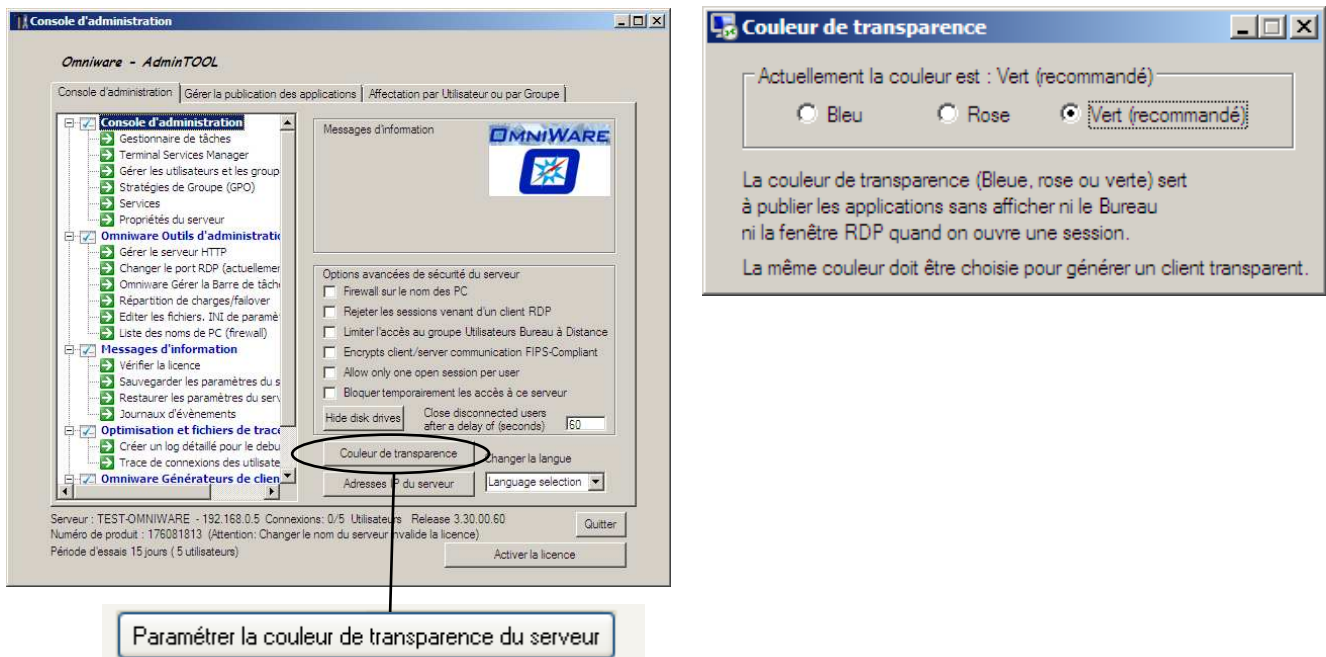 Console d'administration
Omniware - AdminTOOL
Console d'administration
Gérer la publication des applications
Affectation par Utilisateur ou par Groupe
Console d'administration
Gestionnaire de tâches
Terminal Services Manager
Gérer les utilisateurs et les group
Stratégies de Groupe (GPO)
Services
Propriétés du serveur
Omniware Outils d'administratio
Gérer le serveur HTTP
Changer le port RDP (actuellemer
Omniware Gérer la Barre de tâch
Répartition de charges/failover
Editer les fichiers. INI de paramè
Liste des noms de PC (firewall)
Messages d'information
Vérifier la licence
Sauvegarder les paramètres du s
Restaurer les paramètres du serv
Journaux d'évènements
Optimisation et fichiers de trace
Créer un log détaillé pour le debu
Trace de connexions des utilisate
Omniware Générateurs de clien
Messages d'information
OMNIWARE
Options avancées de sécurité du serveur
Firewall sur le nom des PC
Rejeter les sessions venant d'un client RDP
Limiter l'accès au groupe Utilisateurs Bureau à Distance
Encrypts client/server communication FIPS-Compliant
Allow only one open session per user
Bloquer temporairement les accès à ce serveur
Hide disk drives
Close disconnected users
after a delay of (seconds)
60
Couleur de transparence
Changer la langue
Adresses IP du serveur
Language selection
Serveur : TEST-OMNIWARE - 192.168.0.5 Connexions: 0/5 Utilisateurs Release 3.30.00.60
Quitter
Numéro de produit : 176081813 (Attention: Changer le nom du serveur invalide la licence)
Période d'essais 15 jours ( 5 utilisateurs)
Activer la licence
Paramétrer la couleur de transparence du serveur
Couleur de transparence
Actuellement la couleur est : Vert (recommandé)
Bleu
Rose
Vert (recommandé)
La couleur de transparence (Bleue, rose ou verte) sert
à publier les applications sans afficher ni le Bureau
ni la fenêtre RDP quand on ouvre une session.
La même couleur doit être choisie pour générer un client transparent.